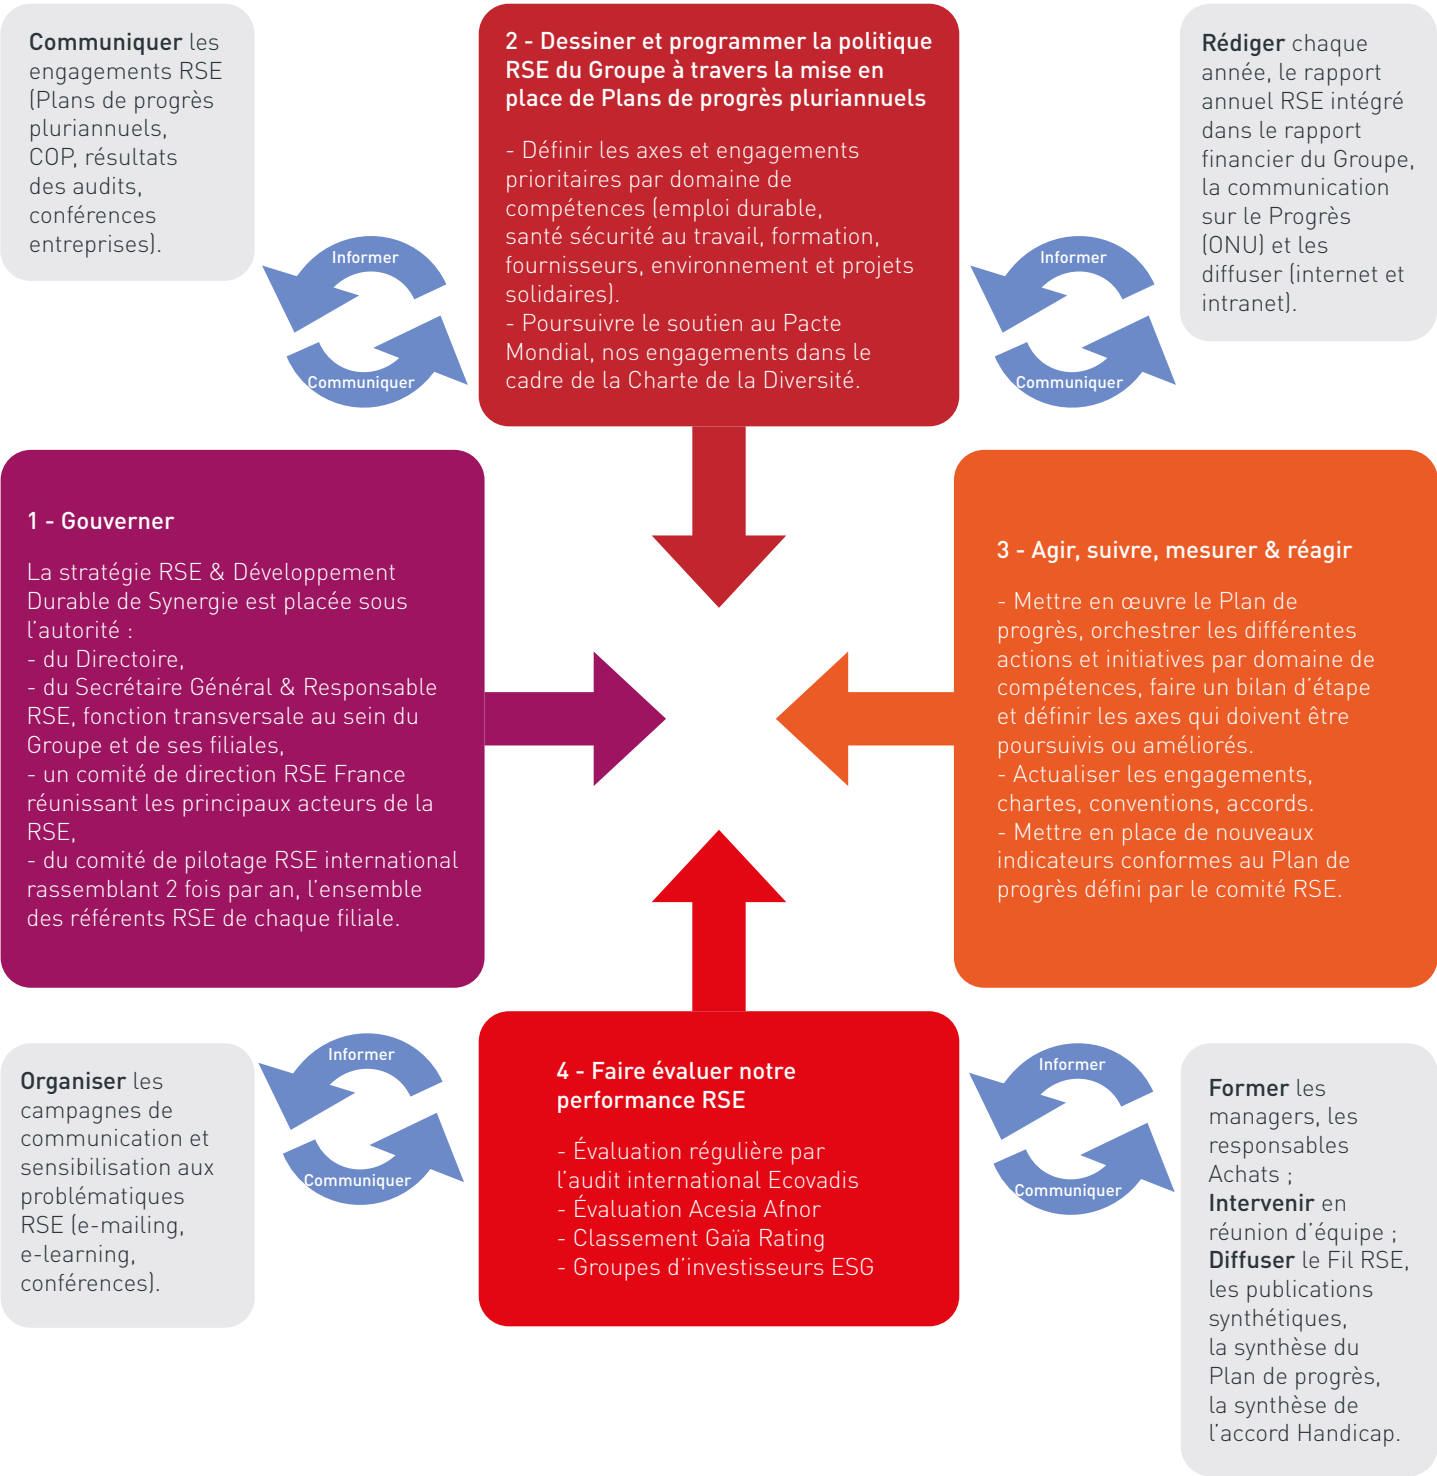 Communiquer les
engagements RSE
(Plans de progrès
pluriannuels,
COP, résultats
des audits,
conférences
entreprises).
Informer
Communiquer
2 - Dessiner et programmer la politique
RSE du Groupe à travers la mise en
place de Plans de progrès pluriannuels
- Définir les axes et engagements
prioritaires par domaine de
compétences (emploi durable,
santé sécurité au travail, formation,
fournisseurs, environnement et projets
solidaires).
- Poursuivre le soutien au Pacte
Mondial, nos engagements dans le
cadre de la Charte de la Diversité.
Informer
Communiquer
Rédiger chaque
année, le rapport
annuel RSE intégré
dans le rapport
financier du Groupe,
la communication
sur le Progrès
(ONU) et les
diffuser (internet et
intranet).
1 - Gouverner
La stratégie RSE & Développement
Durable de Synergie est placée sous
l'autorité :
- du Directoire,
- du Secrétaire Général & Responsable
RSE, fonction transversale au sein du
Groupe et de ses filiales,
- un comité de direction RSE France
réunissant les principaux acteurs de la
RSE,
- du comité de pilotage RSE international
rassemblant 2 fois par an, l'ensemble
des référents RSE de chaque filiale.
3 - Agir, suivre, mesurer & réagir
- Mettre en œuvre le Plan de
progrès, orchestrer les différentes
actions et initiatives par domaine de
compétences, faire un bilan d'étape
et définir les axes qui doivent être
poursuivis ou améliorés.
- Actualiser les engagements,
chartes, conventions, accords.
- Mettre en place de nouveaux
indicateurs conformes au Plan de
progrès défini par le comité RSE.
Organiser les
campagnes de
communication et
sensibilisation aux
problématiques
RSE (e-mailing,
e-learning,
conférences).
Informer
Communiquer
4 - Faire évaluer notre
performance RSE
- Évaluation régulière par
l'audit international Ecovadis
- Évaluation Acesia Afnor
- Classement Gaïa Rating
- Groupes d'investisseurs ESG
Informer
Communiquer
Former les
managers, les
responsables
Achats ;
Intervenir en
réunion d'équipe ;
Diffuser le Fil RSE,
les publications
synthétiques,
la synthèse du
Plan de progrès,
la synthèse de
l'accord Handicap.